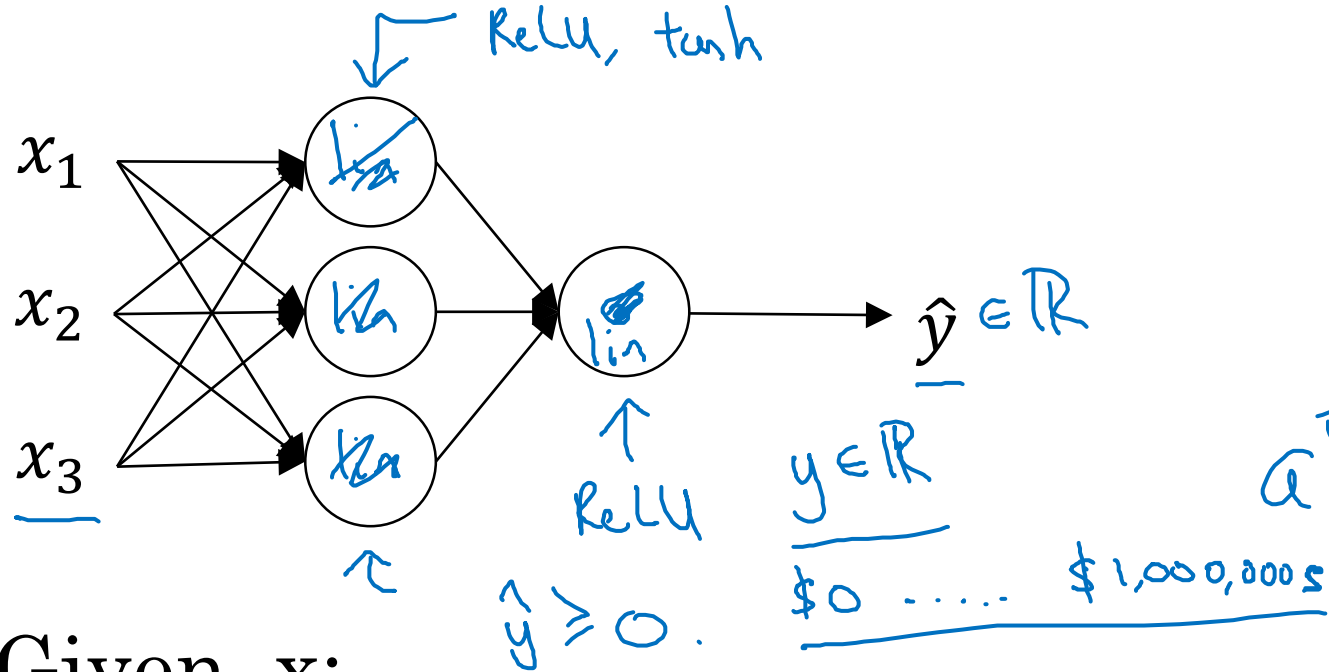 ReLU, tanh
x₁
x₂
x₃
lin
ŷ ∈ ℝ
ReLU
y ∈ ℝ
a
$0 ..... $1,000,000s
ŷ ≥ 0.
Given x: